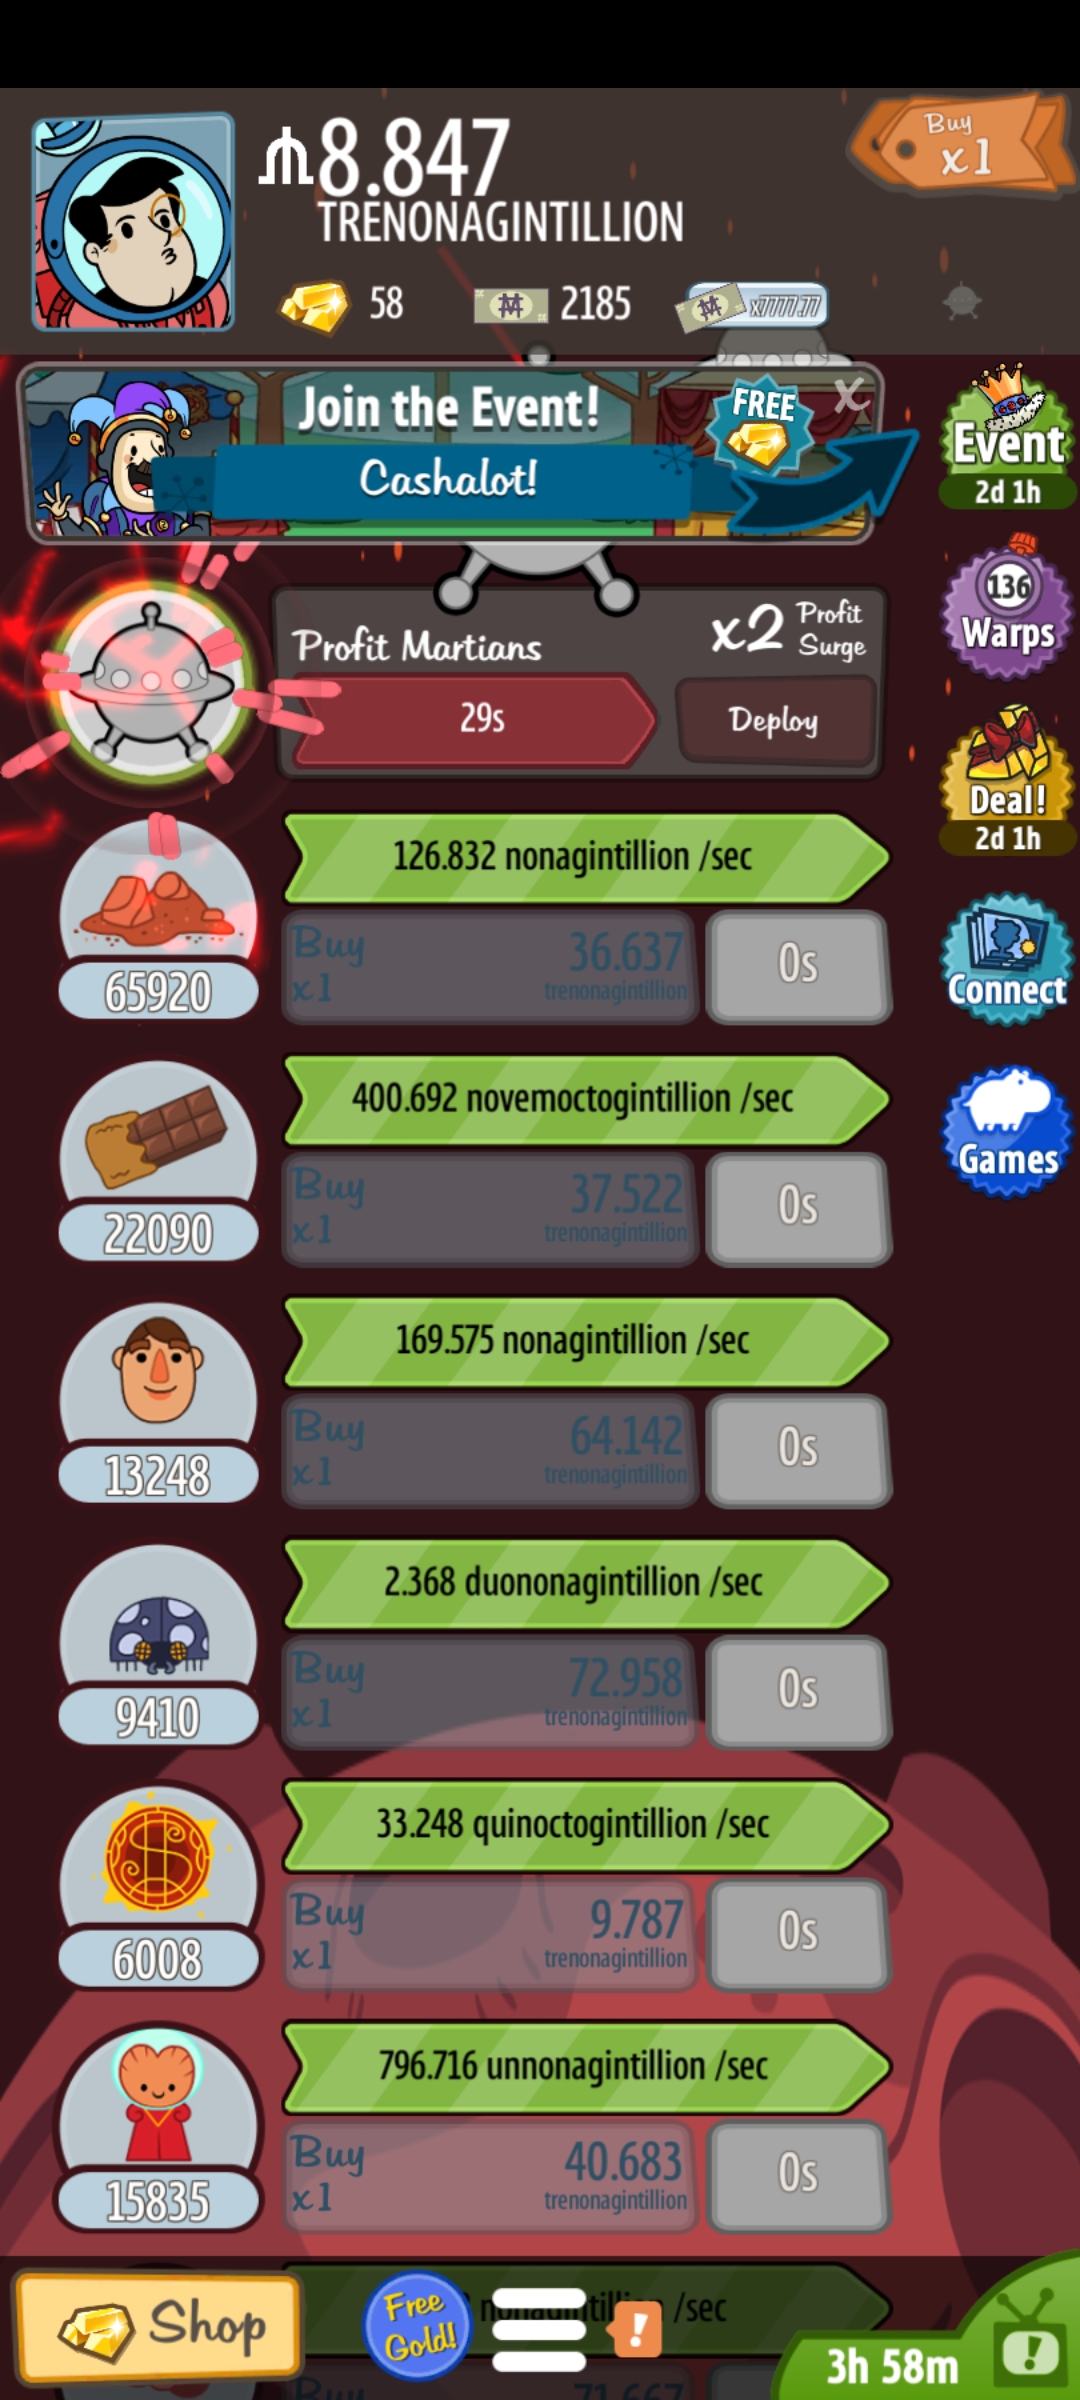 8.847
TRENONAGINTILLION
Buy
x1
58
2185
x7777.77
Join the Event!
Cashalot!
FREE
X
Event
2d 1h
Profit Martians
x2 Profit
Surge
29s
Deploy
136
Warps
Deal!
2d 1h
126.832 nonagintillion /sec
65920
Buy
x1
36.637
trenonagintillion
0s
Connect
400.692 novemoctogintillion /sec
22090
Buy
x1
37.522
trenonagintillion
0s
Games
169.575 nonagintillion /sec
13248
Buy
x1
64.142
trenonagintillion
0s
2.368 duononagintillion /sec
9410
Buy
x1
72.958
trenonagintillion
0s
33.248 quinoctogintillion /sec
6008
Buy
x1
9.787
trenonagintillion
0s
796.716 unnonagintillion /sec
15835
Buy
x1
40.683
trenonagintillion
0s
Shop
Free
Gold!
/sec
!
3h 58m
!
Buy
71.667